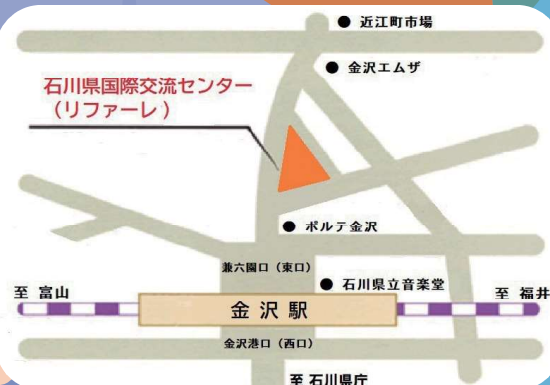 近江町市場
金沢エムザ
石川県国際交流センター
（リファーレ）
ポルテ金沢
兼六園口（東口）
石川県立音楽堂
至 富山
至 福井
金沢駅
金沢港口（西口）
至 石川県庁